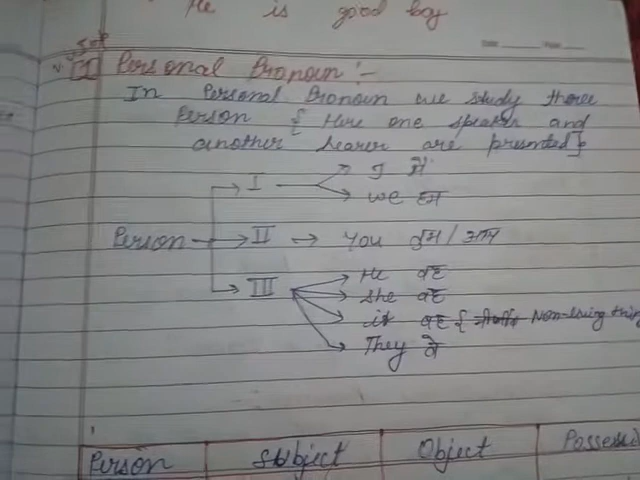 He is good boy
I Personal Pronoun :-
In Personal Pronoun we study three
Person { Here one speaker and
another hearer are presented }
I → I मैं
we हम
Person → II → You तुम / आप
III → He वह
She वह
it वह { Non-living thing
They वे
Person Subject Object Possessi